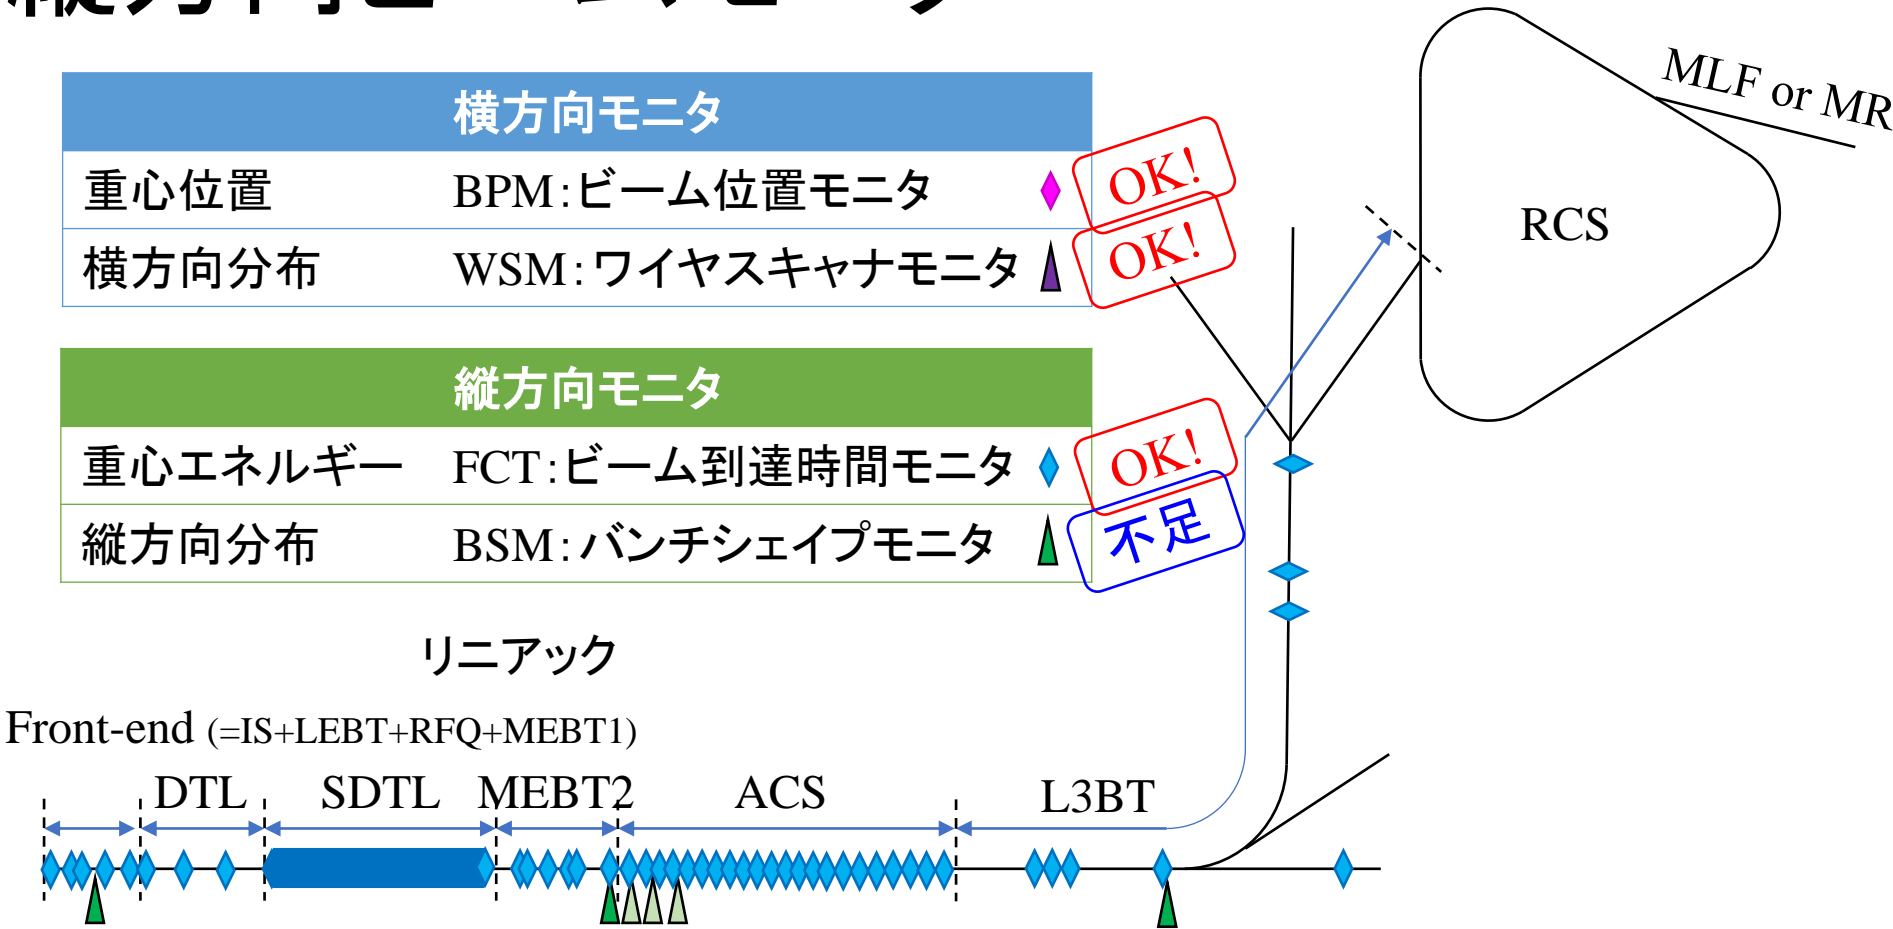 横方向モニタ
重心位置 BPM:ビーム位置モニタ OK!
横方向分布 WSM:ワイヤスキャナモニタ OK!
縦方向モニタ
重心エネルギー FCT:ビーム到達時間モニタ OK!
縦方向分布 BSM:バンチシェイプモニタ 不足
MLF or MR
RCS
リニアック
Front-end (=IS+LEBT+RFQ+MEBT1)
DTL SDTL MEBT2 ACS L3BT